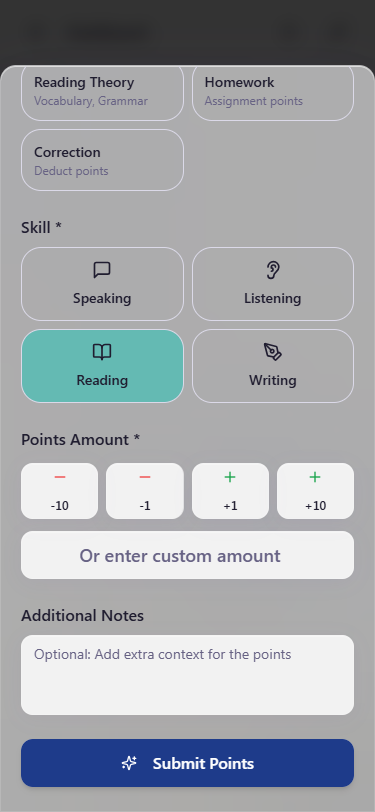 Reading Theory
Vocabulary, Grammar
Homework
Assignment points
Correction
Deduct points
Skill *
Speaking
Listening
Reading
Writing
Points Amount *
-10
-1
+1
+10
Or enter custom amount
Additional Notes
Optional: Add extra context for the points
Submit Points